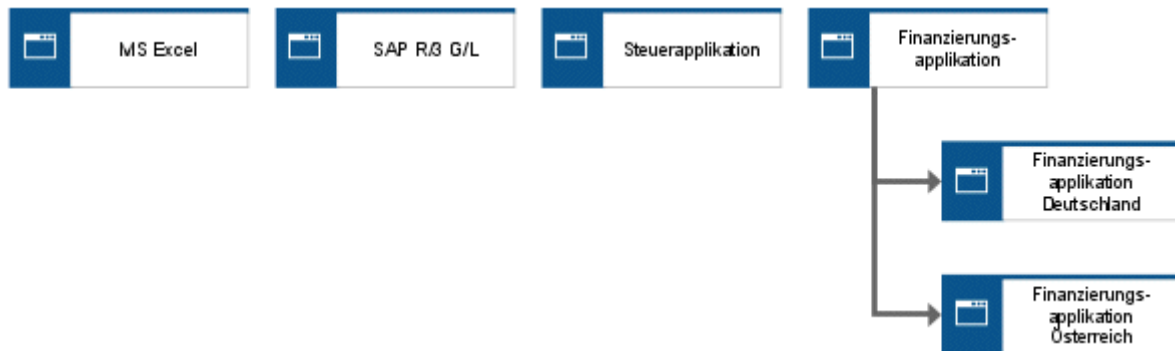 MS Excel
SAP R/3 G/L
Steuerapplikation
Finanzierungs-
applikation
Finanzierungs-
applikation
Deutschland
Finanzierungs-
applikation
Österreich